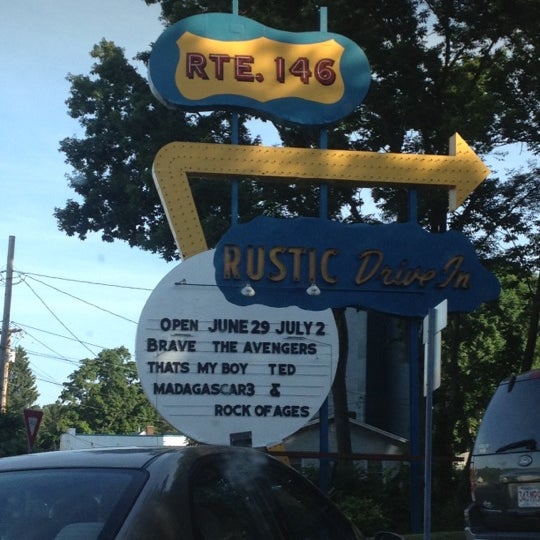 RTE. 146
RUSTIC Drive In
OPEN JUNE 29 JULY 2
BRAVE THE AVENGERS
THATS MY BOY TED
MADAGASCAR3 &
ROCK OF AGES